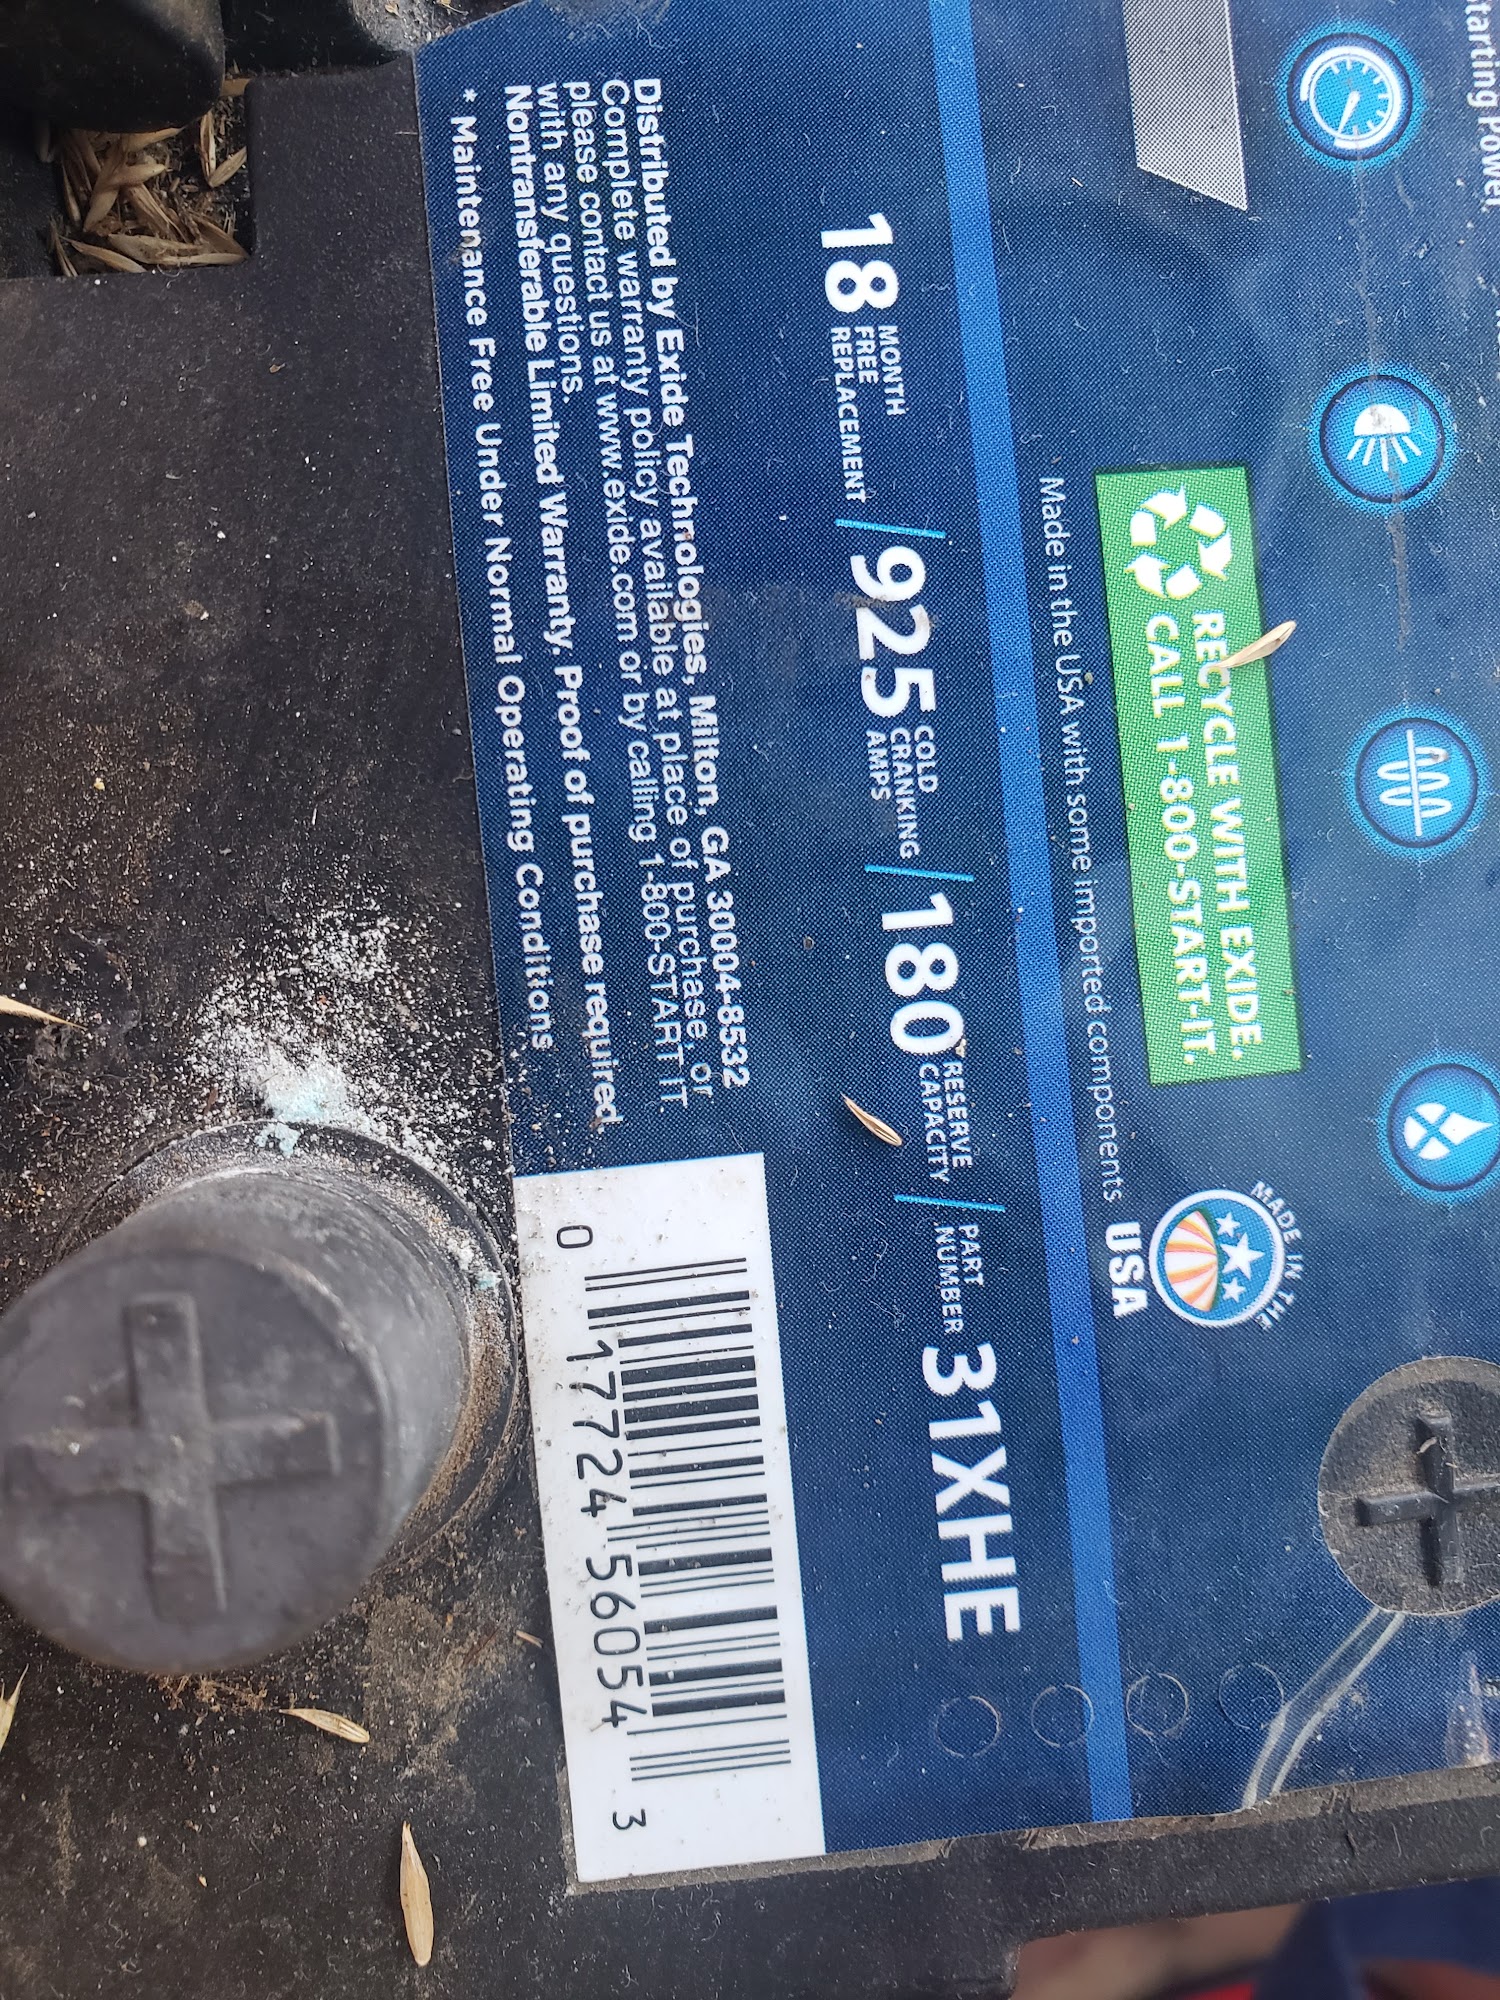 tarting Power
RECYCLE WITH EXIDE.
CALL 1-800-START-IT.
MADE IN THE
USA
Made in the USA with some imported components
18 MONTH FREE REPLACEMENT / 925 COLD CRANKING AMPS / 180 RESERVE CAPACITY / PART NUMBER 31XHE
Distributed by Exide Technologies, Milton, GA 30004-8532
Complete warranty policy available at place of purchase, or
please contact us at www.exide.com or by calling 1-800-START IT.
with any questions.
Nontransferable Limited Warranty. Proof of purchase required.
* Maintenance Free Under Normal Operating Conditions
0 17724 56054 3